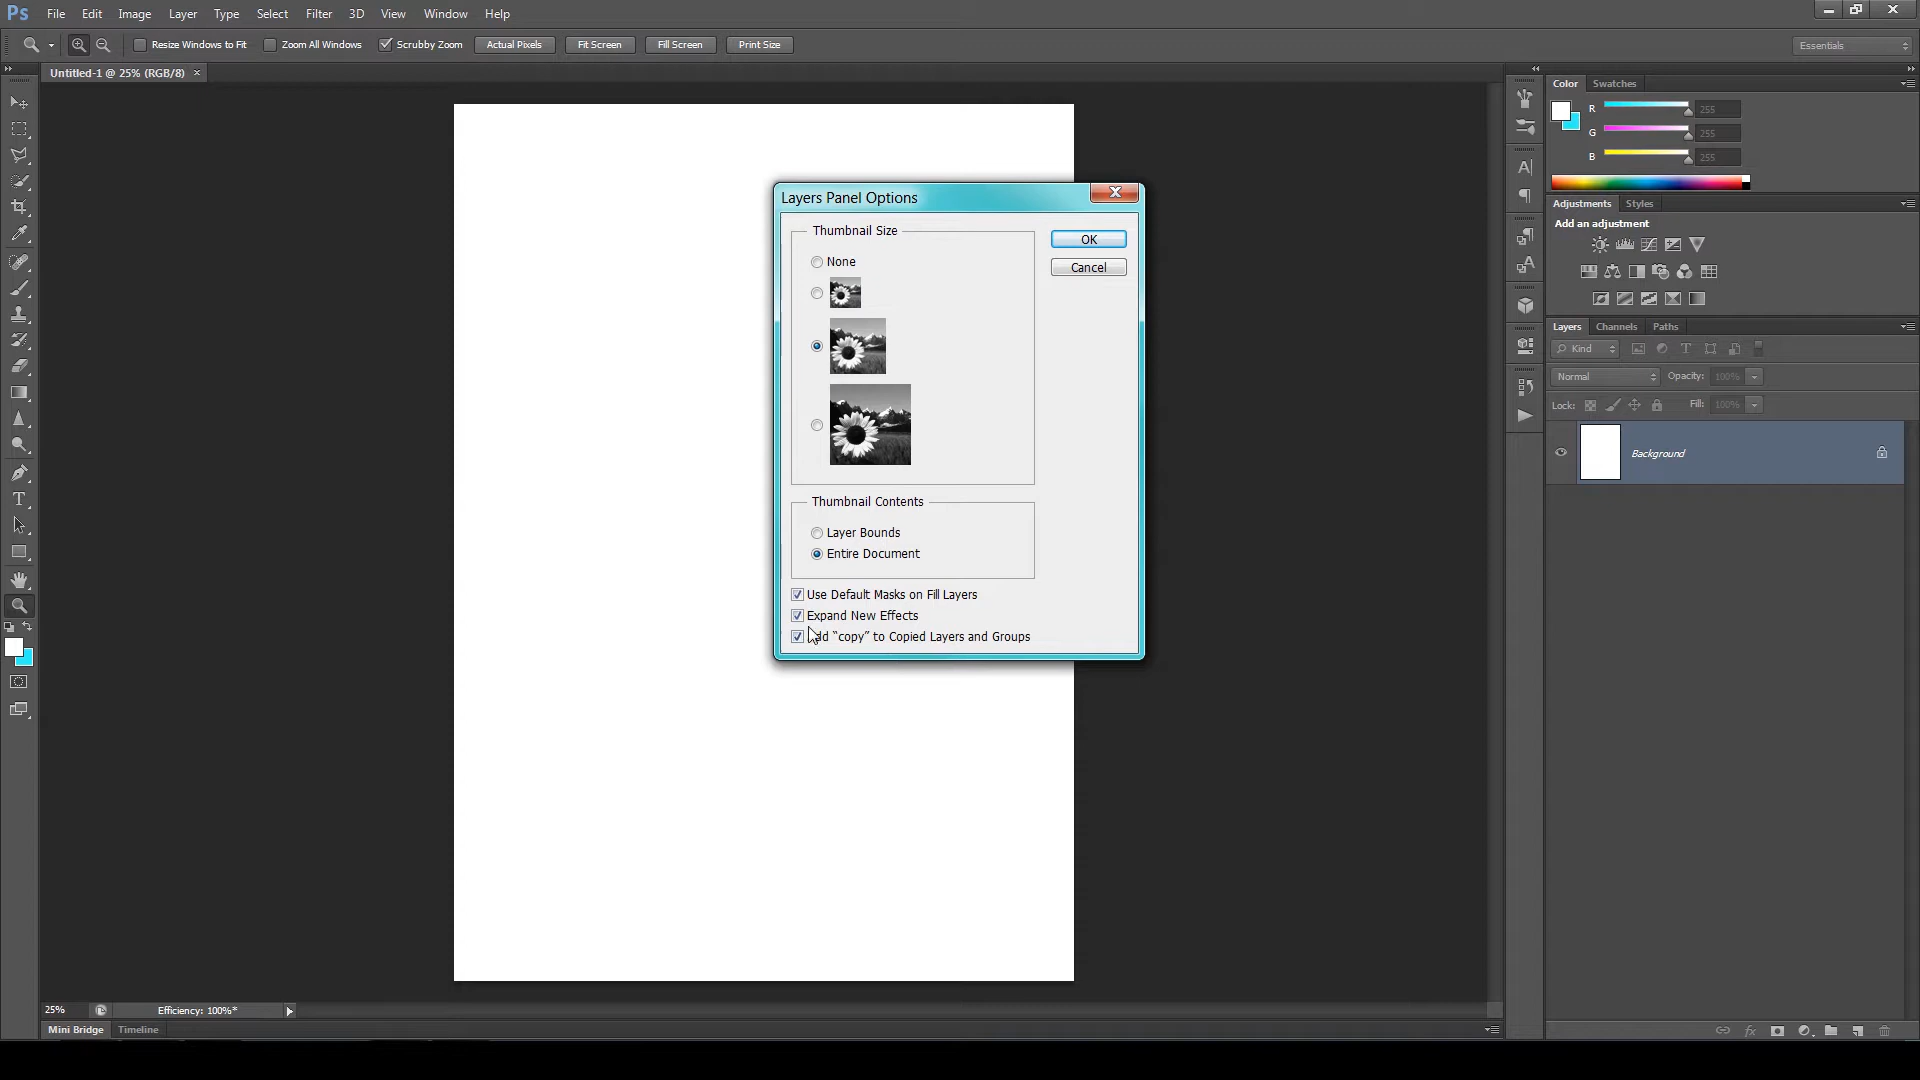 Ps File Edit Image Layer Type Select Filter 3D View Window Help
Resize Windows to Fit Zoom All Windows Scrubby Zoom Actual Pixels Fit Screen Fill Screen Print Size Essentials
Untitled-1 @ 25% (RGB/8) ×
Color Swatches
R 255
G 255
B 255
Adjustments Styles
Add an adjustment
Layers Channels Paths
Kind
Normal Opacity: 100%
Lock: Fill: 100%
Background
Layers Panel Options
Thumbnail Size
OK
None
Cancel
Thumbnail Contents
Layer Bounds
Entire Document
Use Default Masks on Fill Layers
Expand New Effects
“copy” to Copied Layers and Groups
25% Efficiency: 100%*
Mini Bridge Timeline
fx